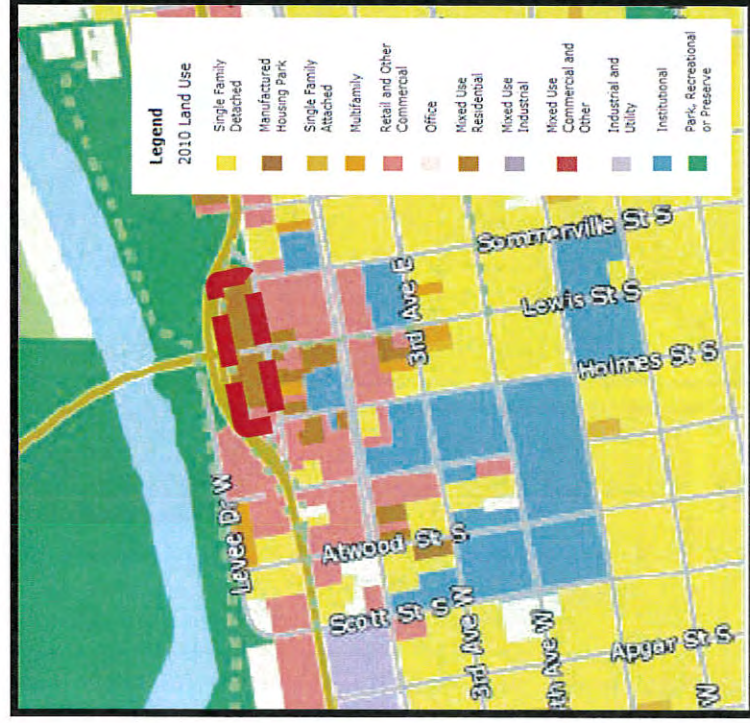 Legend
2010 Land Use
Single Family
Detached
Manufactured
Housing Park
Single Family
Attached
Multifamily
Retail and Other
Commercial
Office
Mixed Use
Residential
Mixed Use
Industrial
Mixed Use
Commercial and
Other
Industrial and
Utility
Institutional
Park, Recreational
or Preserve
Levee Dr W
Sommerville St S
3rd Ave E
Lewis St S
Holmes St S
Atwood St S
Scott St S
3rd Ave W
th Ave W
Apgar St S
W